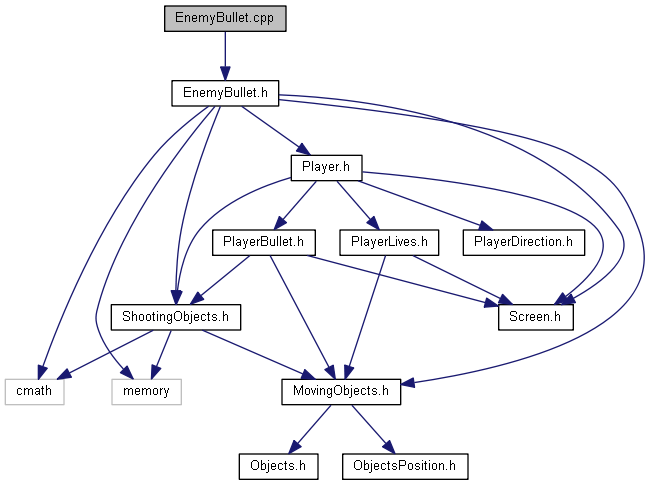 EnemyBullet.cpp
EnemyBullet.h
Player.h
PlayerBullet.h
PlayerLives.h
PlayerDirection.h
ShootingObjects.h
Screen.h
cmath
memory
MovingObjects.h
Objects.h
ObjectsPosition.h